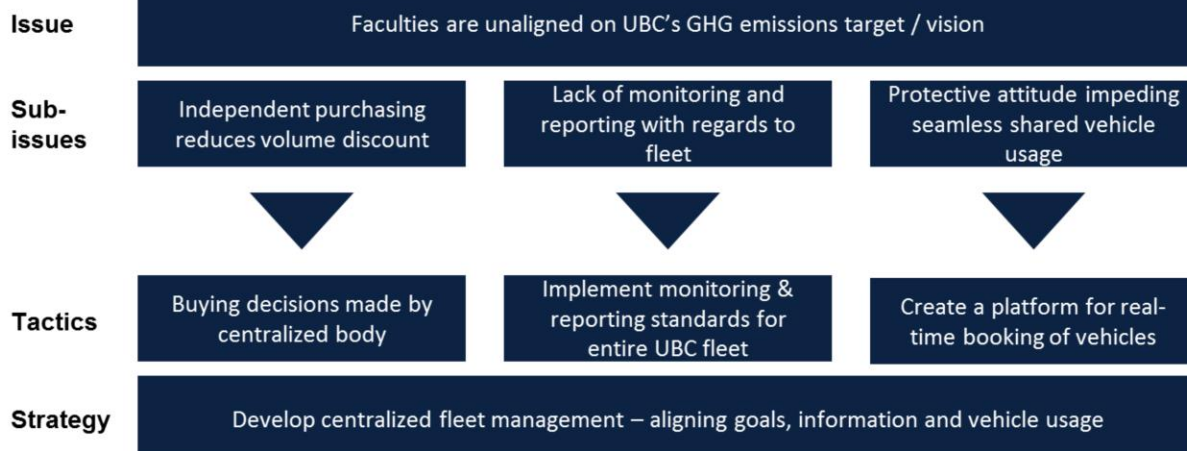 Issue
Faculties are unaligned on UBC’s GHG emissions target / vision
Sub-
issues
Independent purchasing
reduces volume discount
Lack of monitoring and
reporting with regards to
fleet
Protective attitude impeding
seamless shared vehicle
usage
Tactics
Buying decisions made by
centralized body
Implement monitoring &
reporting standards for
entire UBC fleet
Create a platform for real-
time booking of vehicles
Strategy
Develop centralized fleet management – aligning goals, information and vehicle usage